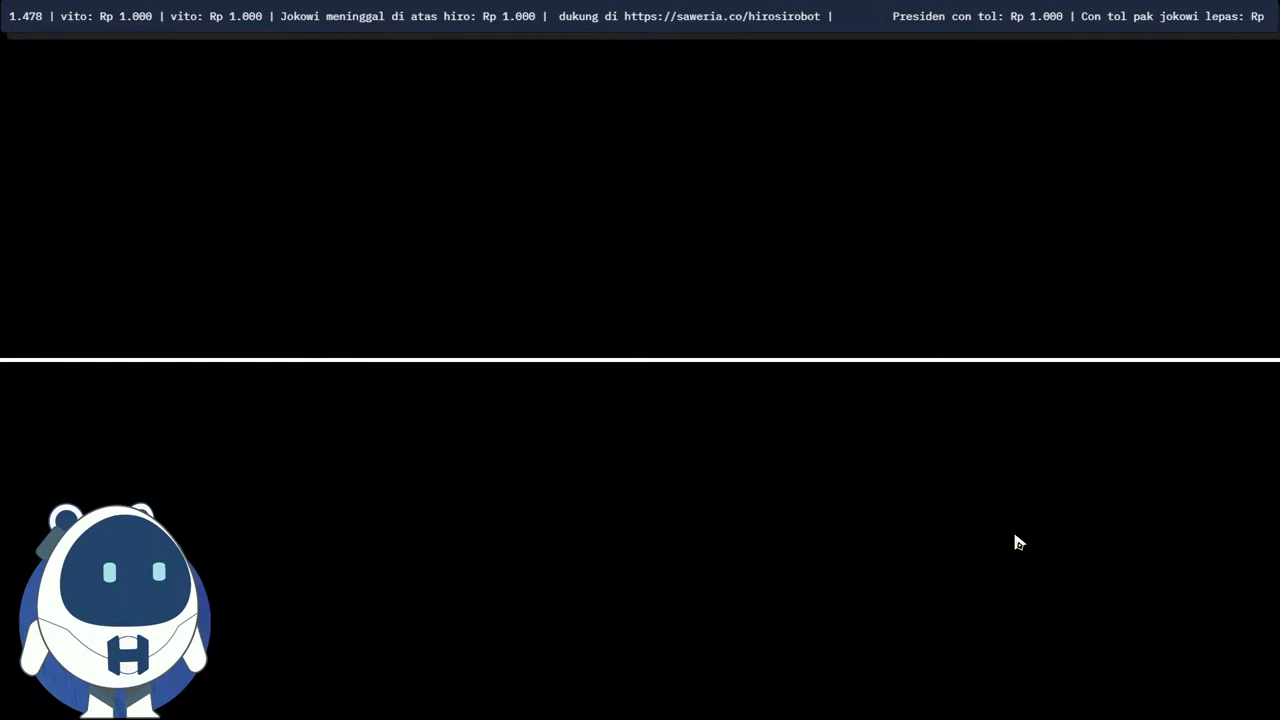 1.478 | vito: Rp 1.000 | vito: Rp 1.000 | Jokowi meninggal di atas hiro: Rp 1.000 | dukung di https://saweria.co/hirosirobot | Presiden con tol: Rp 1.000 | Con tol pak jokowi lepas: Rp
H